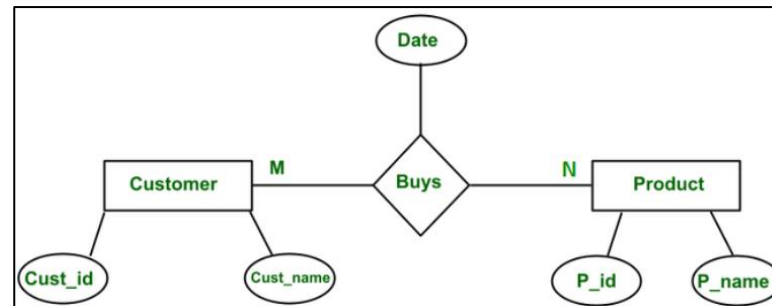 Date
M
N
Customer
Buys
Product
Cust_id
Cust_name
P_id
P_name